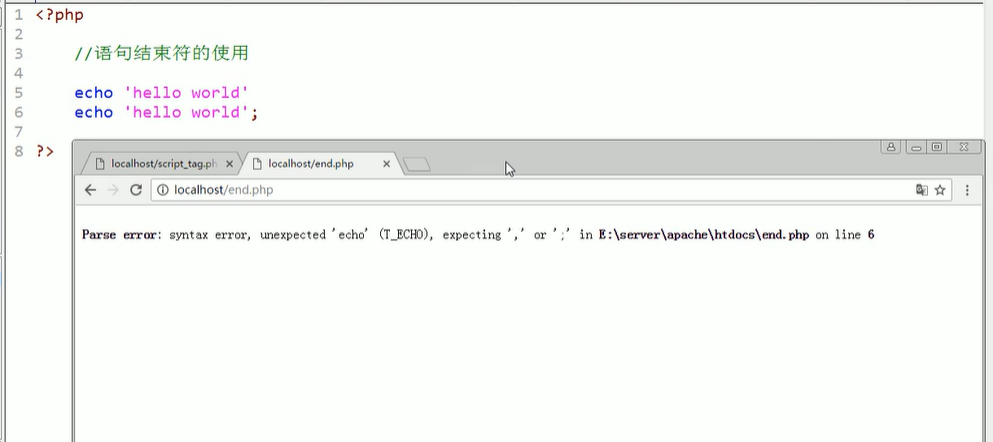 1 <?php
2
3 //语句结束符的使用
4
5 echo 'hello world'
6 echo 'hello world';
7
8 ?>
localhost/script_tag.ph
localhost/end.php
localhost/end.php
Parse error: syntax error, unexpected 'echo' (T_ECHO), expecting ',' or ';' in E:\server\apache\htdocs\end.php on line 6